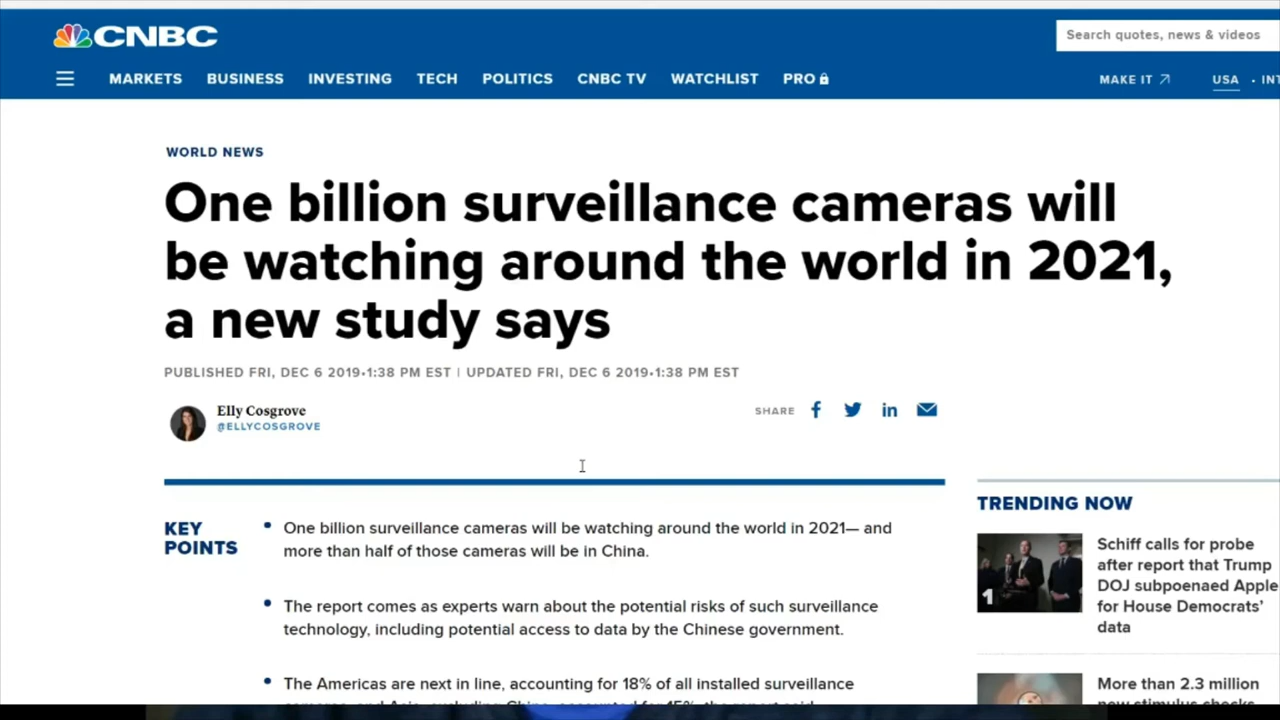 CNBC
Search quotes, news & videos
MARKETS BUSINESS INVESTING TECH POLITICS CNBC TV WATCHLIST PRO
MAKE IT USA • INT
WORLD NEWS
One billion surveillance cameras will
be watching around the world in 2021,
a new study says
PUBLISHED FRI, DEC 6 2019•1:38 PM EST | UPDATED FRI, DEC 6 2019•1:38 PM EST
Elly Cosgrove
@ELLYCOSGROVE
SHARE
KEY
POINTS
• One billion surveillance cameras will be watching around the world in 2021— and
more than half of those cameras will be in China.
• The report comes as experts warn about the potential risks of such surveillance
technology, including potential access to data by the Chinese government.
• The Americas are next in line, accounting for 18% of all installed surveillance
TRENDING NOW
1
Schiff calls for probe
after report that Trump
DOJ subpoenaed Apple
for House Democrats’
data
More than 2.3 million